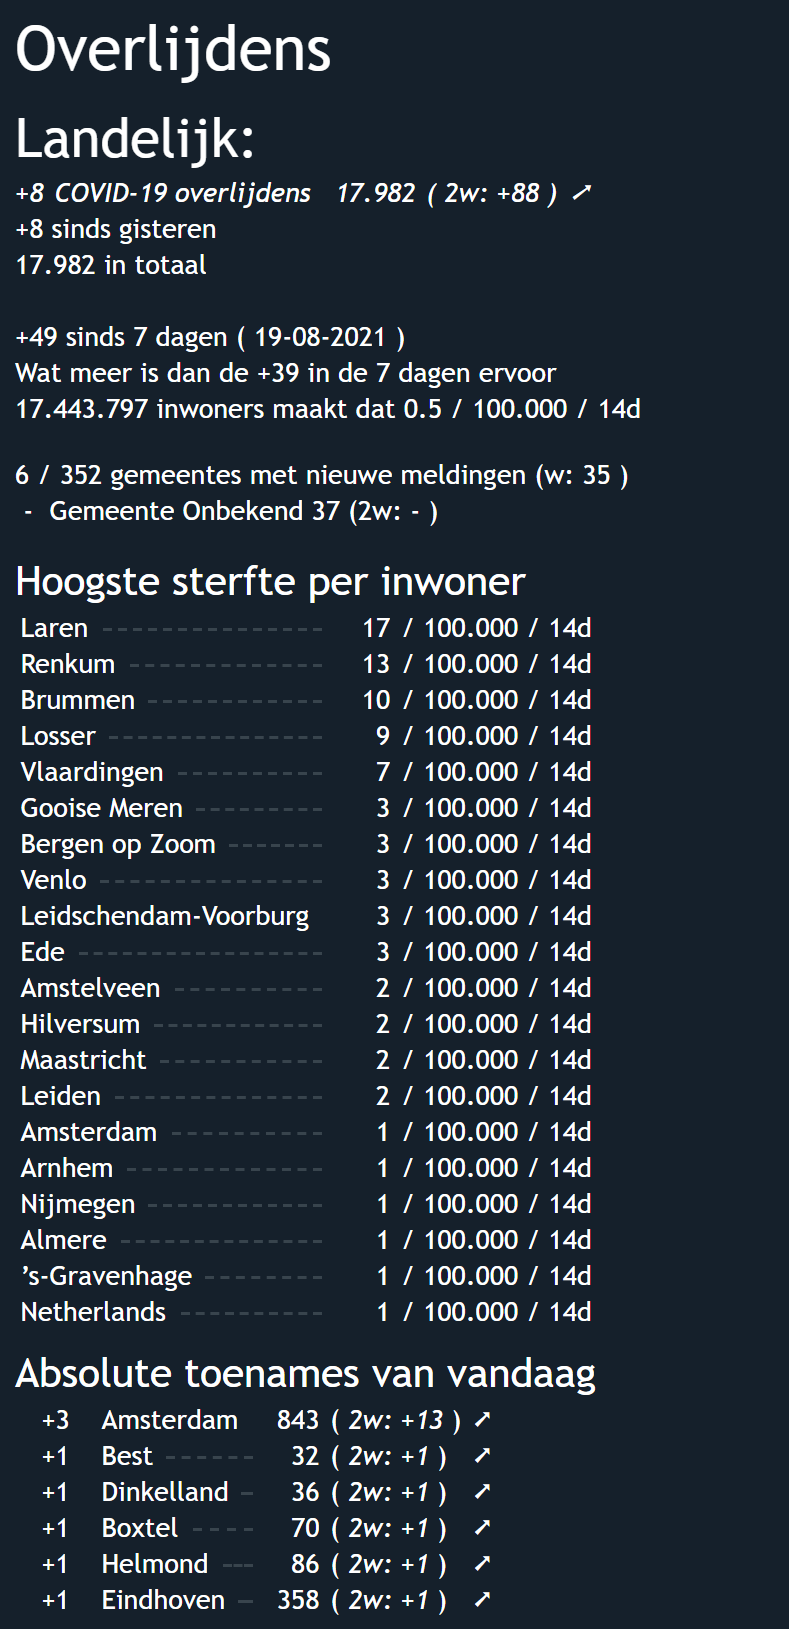 Overlijdens
Landelijk:
+8 COVID-19 overlijdens 17.982 ( 2w: +88 ) ➚
+8 sinds gisteren
17.982 in totaal
+49 sinds 7 dagen ( 19-08-2021 )
Wat meer is dan de +39 in de 7 dagen ervoor
17.443.797 inwoners maakt dat 0.5 / 100.000 / 14d
6 / 352 gemeentes met nieuwe meldingen (w: 35 )
- Gemeente Onbekend 37 (2w: - )
Hoogste sterfte per inwoner
Laren ---------------- 17 / 100.000 / 14d
Renkum -------------- 13 / 100.000 / 14d
Brummen ------------ 10 / 100.000 / 14d
Losser --------------- 9 / 100.000 / 14d
Vlaardingen ---------- 7 / 100.000 / 14d
Gooise Meren --------- 3 / 100.000 / 14d
Bergen op Zoom ------- 3 / 100.000 / 14d
Venlo ---------------- 3 / 100.000 / 14d
Leidschendam-Voorburg 3 / 100.000 / 14d
Ede ----------------- 3 / 100.000 / 14d
Amstelveen ---------- 2 / 100.000 / 14d
Hilversum ------------ 2 / 100.000 / 14d
Maastricht ----------- 2 / 100.000 / 14d
Leiden --------------- 2 / 100.000 / 14d
Amsterdam ---------- 1 / 100.000 / 14d
Arnhem -------------- 1 / 100.000 / 14d
Nijmegen ------------ 1 / 100.000 / 14d
Almere -------------- 1 / 100.000 / 14d
’s-Gravenhage -------- 1 / 100.000 / 14d
Netherlands ---------- 1 / 100.000 / 14d
Absolute toenames van vandaag
+3 Amsterdam 843 ( 2w: +13 ) ➚
+1 Best ------ 32 ( 2w: +1 ) ➚
+1 Dinkelland - 36 ( 2w: +1 ) ➚
+1 Boxtel ---- 70 ( 2w: +1 ) ➚
+1 Helmond --- 86 ( 2w: +1 ) ➚
+1 Eindhoven - 358 ( 2w: +1 ) ➚